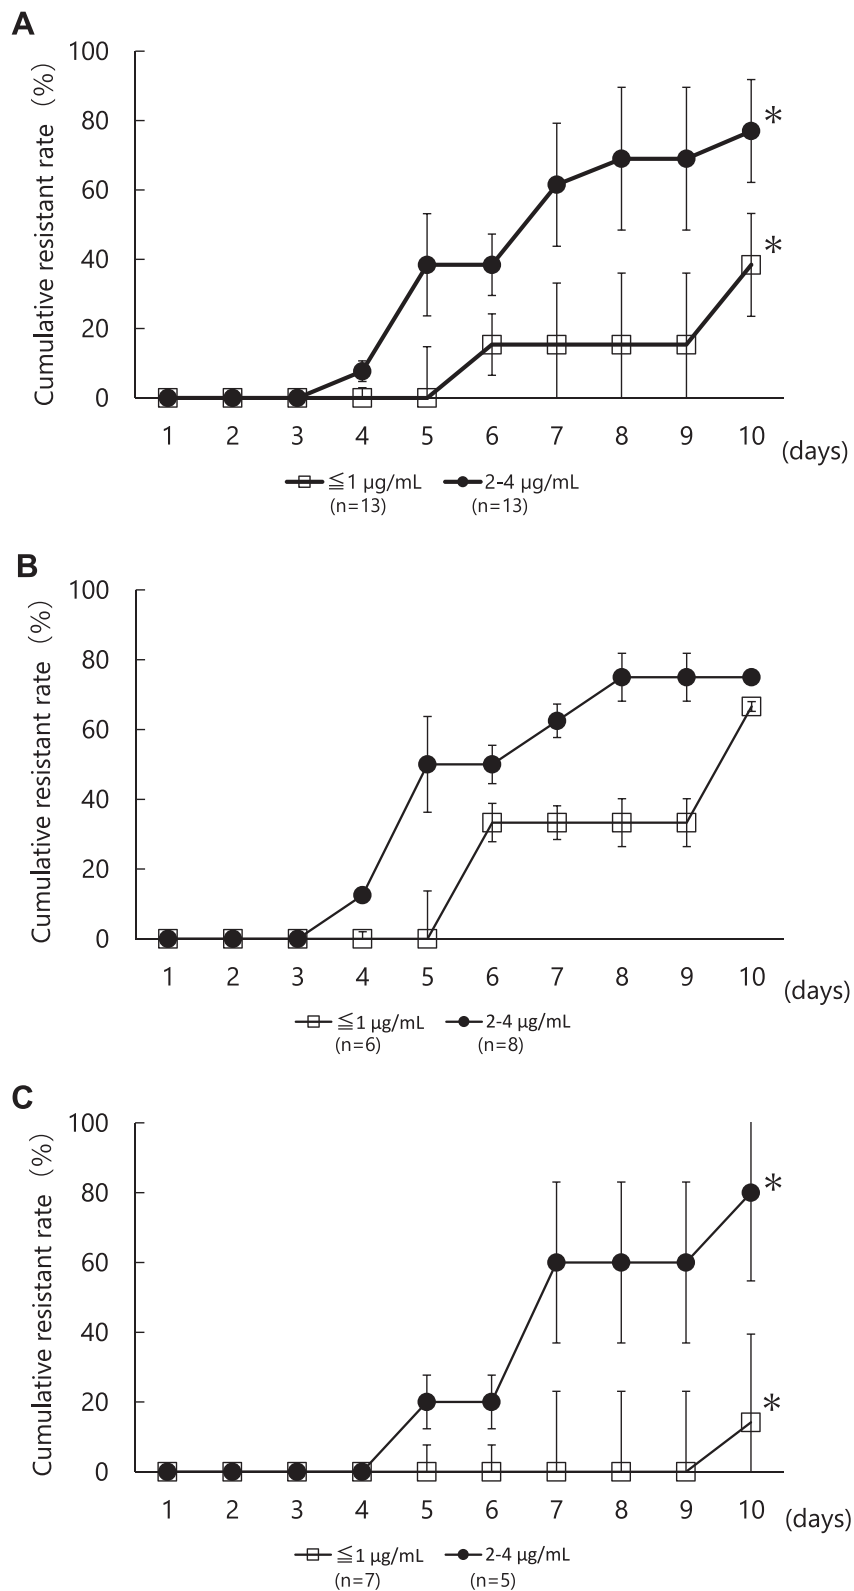 A
Cumulative resistant rate (%)
100
80
60
40
20
0
*
*
1 2 3 4 5 6 7 8 9 10 (days)
≦1 μg/mL 2-4 μg/mL
(n=13) (n=13)
B
Cumulative resistant rate (%)
100
80
60
40
20
0
1 2 3 4 5 6 7 8 9 10 (days)
≦1 μg/mL 2-4 μg/mL
(n=6) (n=8)
C
Cumulative resistant rate (%)
100
80
60
40
20
0
*
*
1 2 3 4 5 6 7 8 9 10 (days)
≦1 μg/mL 2-4 μg/mL
(n=7) (n=5)